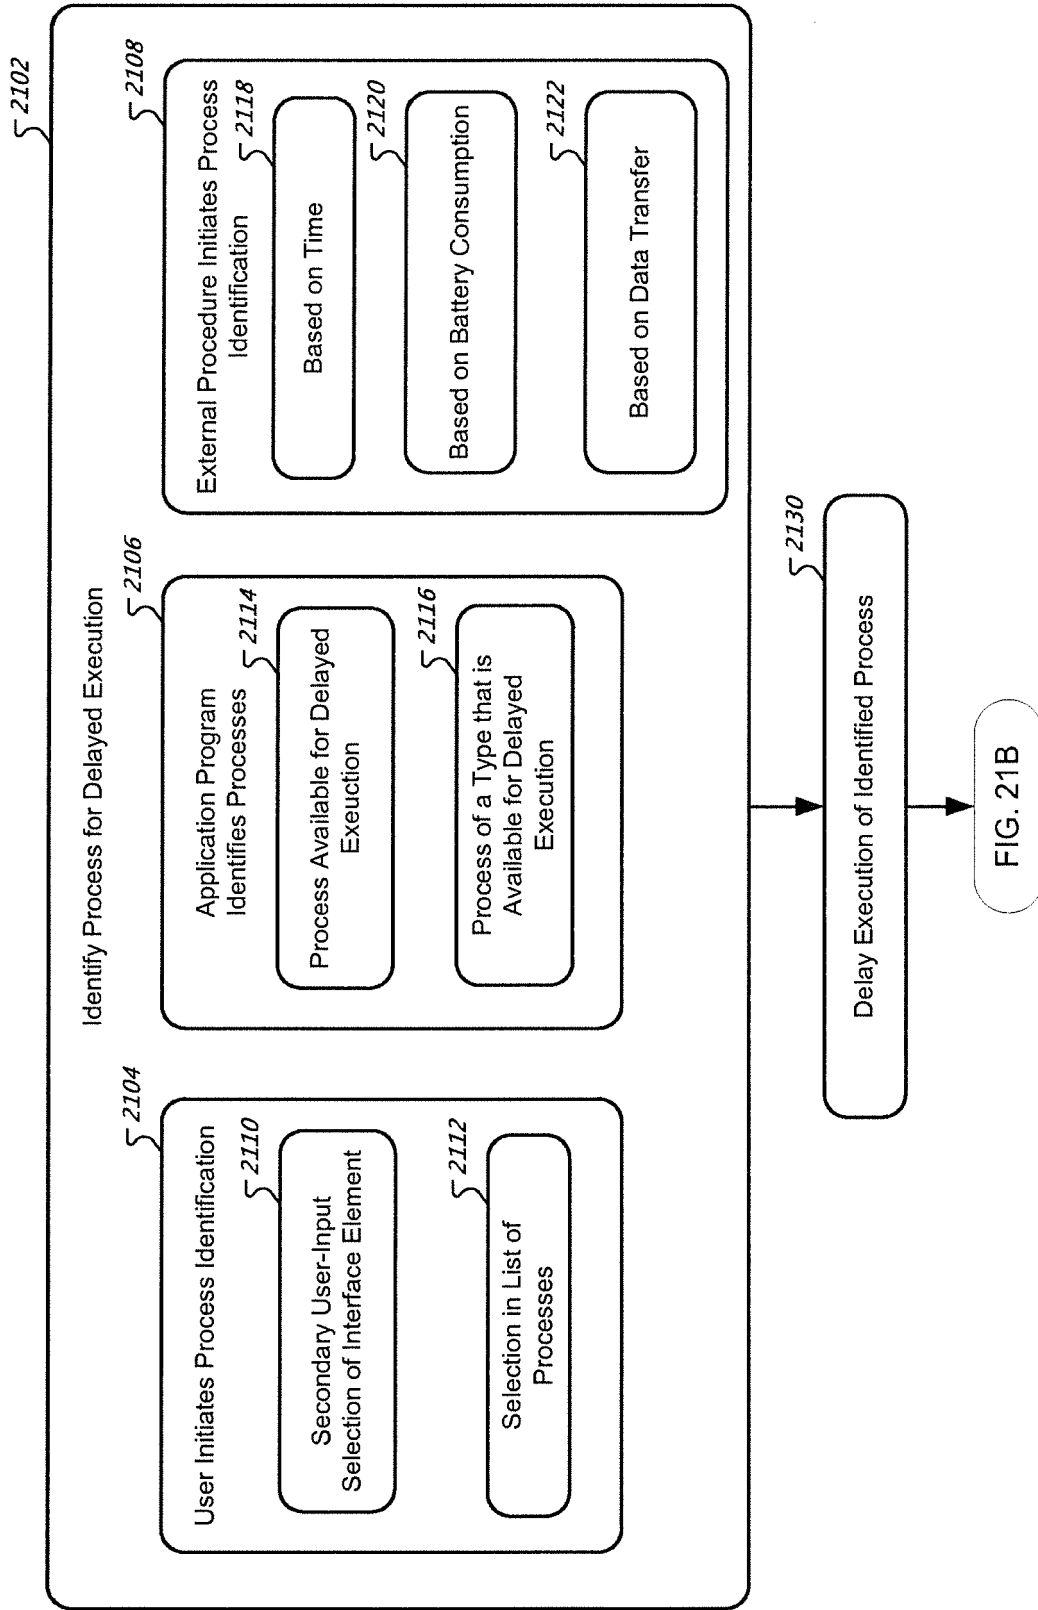 2102
Identify Process for Delayed Execution
2104
User Initiates Process Identification
2110
Secondary User-Input
Selection of Interface Element
2112
Selection in List of
Processes
2106
Application Program
Identifies Processes
2114
Process Available for Delayed
Exeuction
2116
Process of a Type that is
Available for Delayed
Execution
2108
External Procedure Initiates Process
Identification
2118
Based on Time
2120
Based on Battery Consumption
2122
Based on Data Transfer
2130
Delay Execution of Identified Process
FIG. 21B